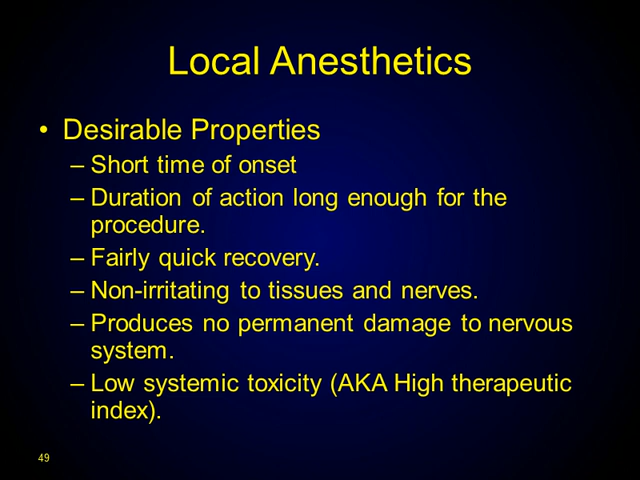 Local Anesthetics
• Desirable Properties
– Short time of onset
– Duration of action long enough for the
procedure.
– Fairly quick recovery.
– Non-irritating to tissues and nerves.
– Produces no permanent damage to nervous
system.
– Low systemic toxicity (AKA High therapeutic
index).
49